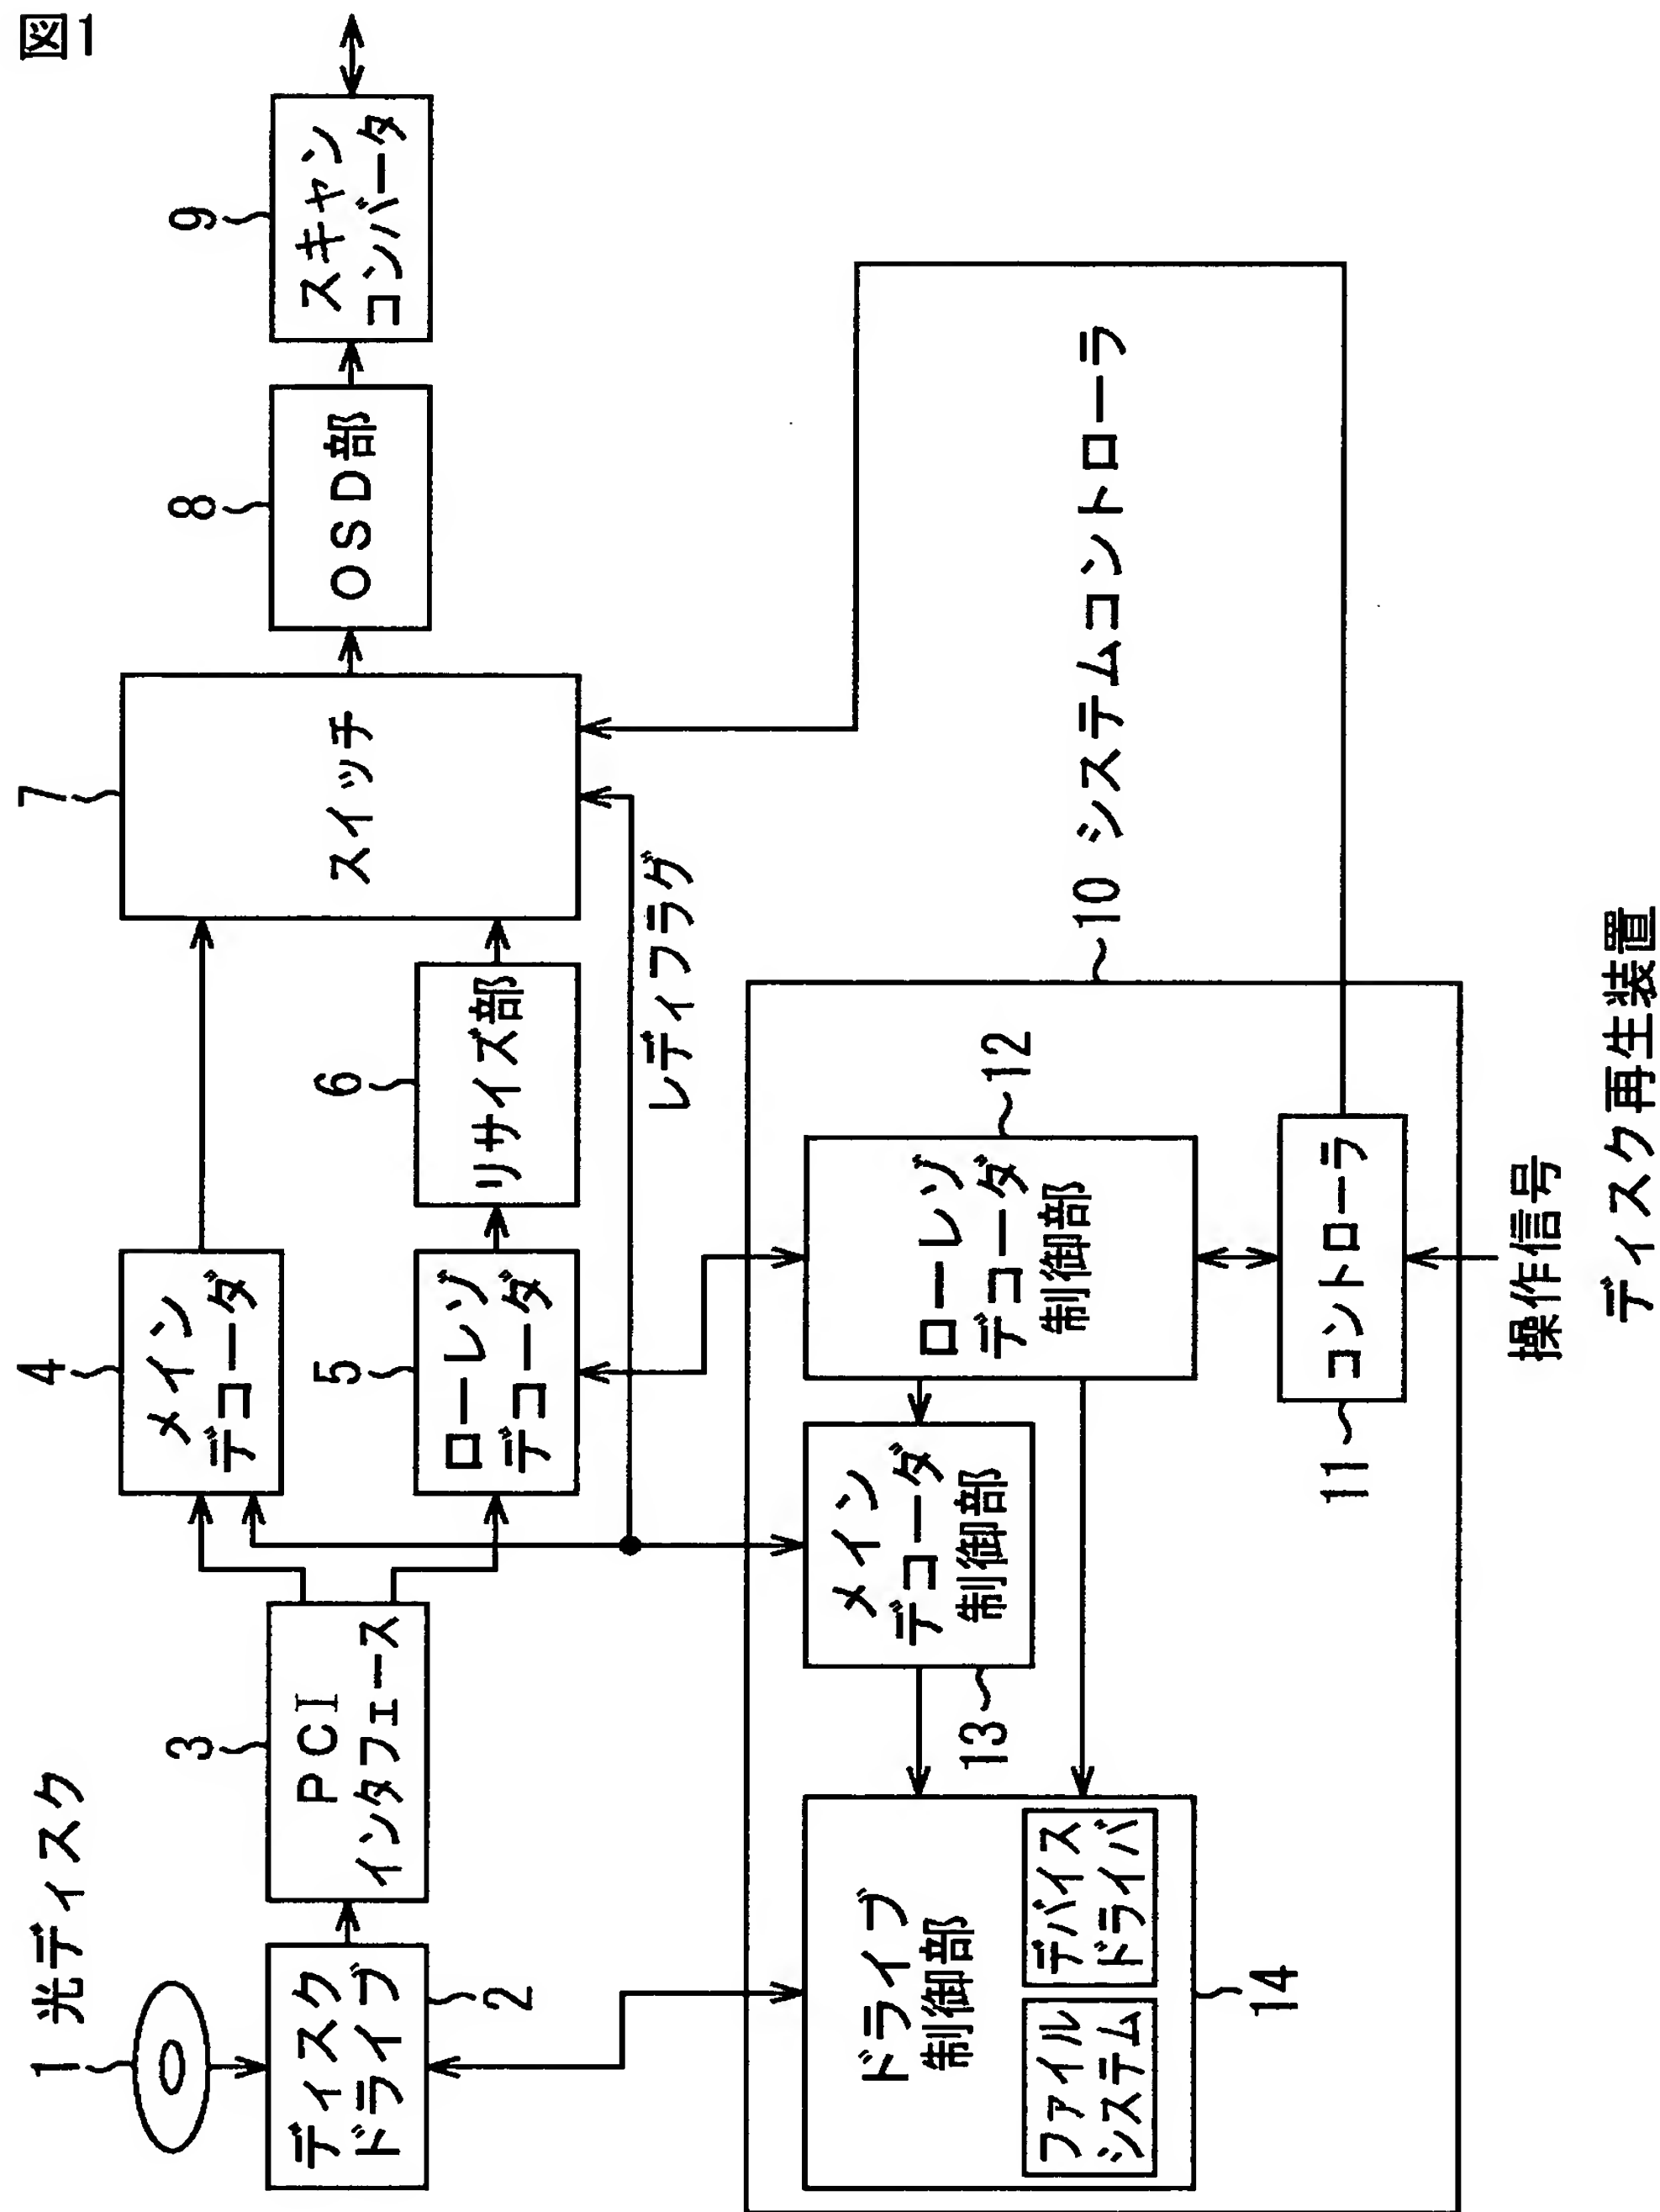 図1
1 光ディスク
ディスク
ドライブ
2
3
PCI
インタフェース
4
メイン
デコーダ
5
ローレゾ
デコーダ
6
リサイズ部
7
スイッチ
8
OSD部
9
スキャン
コンバータ
レディフラグ
10 システムコントローラ
ドライブ
制御部
ファイル
システム
デバイス
ドライバ
14
メイン
デコーダ
制御部
13
ローレゾ
デコーダ
制御部
12
コントローラ
11
操作信号
ディスク再生装置